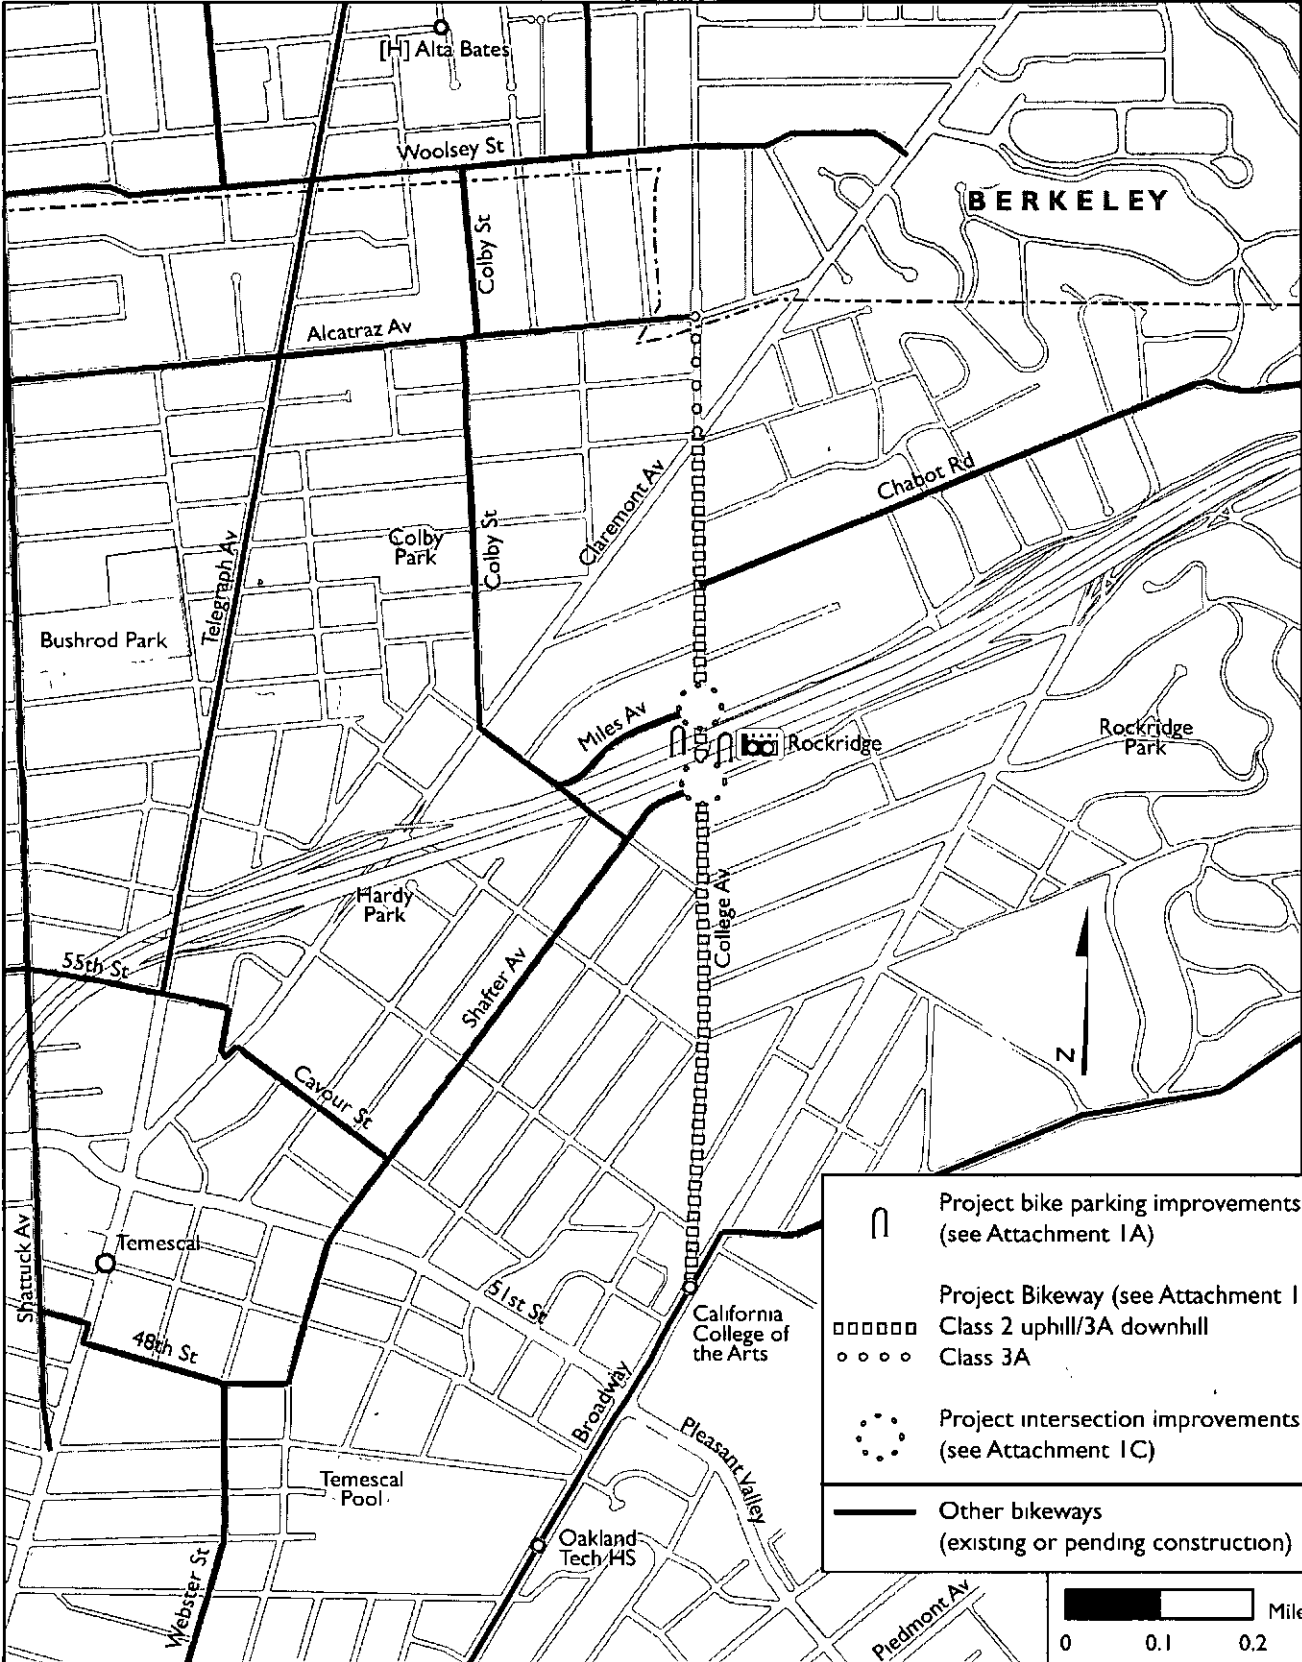 [H] Alta Bates
Woolsey St
BERKELEY
Colby St
Alcatraz Av
Chabot Rd
Claremont Av
Colby
Park
Colby St
Telegraph Av
Bushrod Park
Miles Av
ba
Rockridge
Rockridge
Park
Hardy
Park
College Av
55th St
Shafter Av
Z
Cavour St
Shattuck Av
Temescal
51st St
48th St
California
College of
the Arts
Broadway
Pleasant Valley
Temescal
Pool
Oakland
Tech HS
Webster St
Piedmont Av
Project bike parking improvements
(see Attachment 1A)
Project Bikeway (see Attachment 1
Class 2 uphill/3A downhill
Class 3A
Project intersection improvements
(see Attachment 1C)
Other bikeways
(existing or pending construction)
Mile
0 0.1 0.2